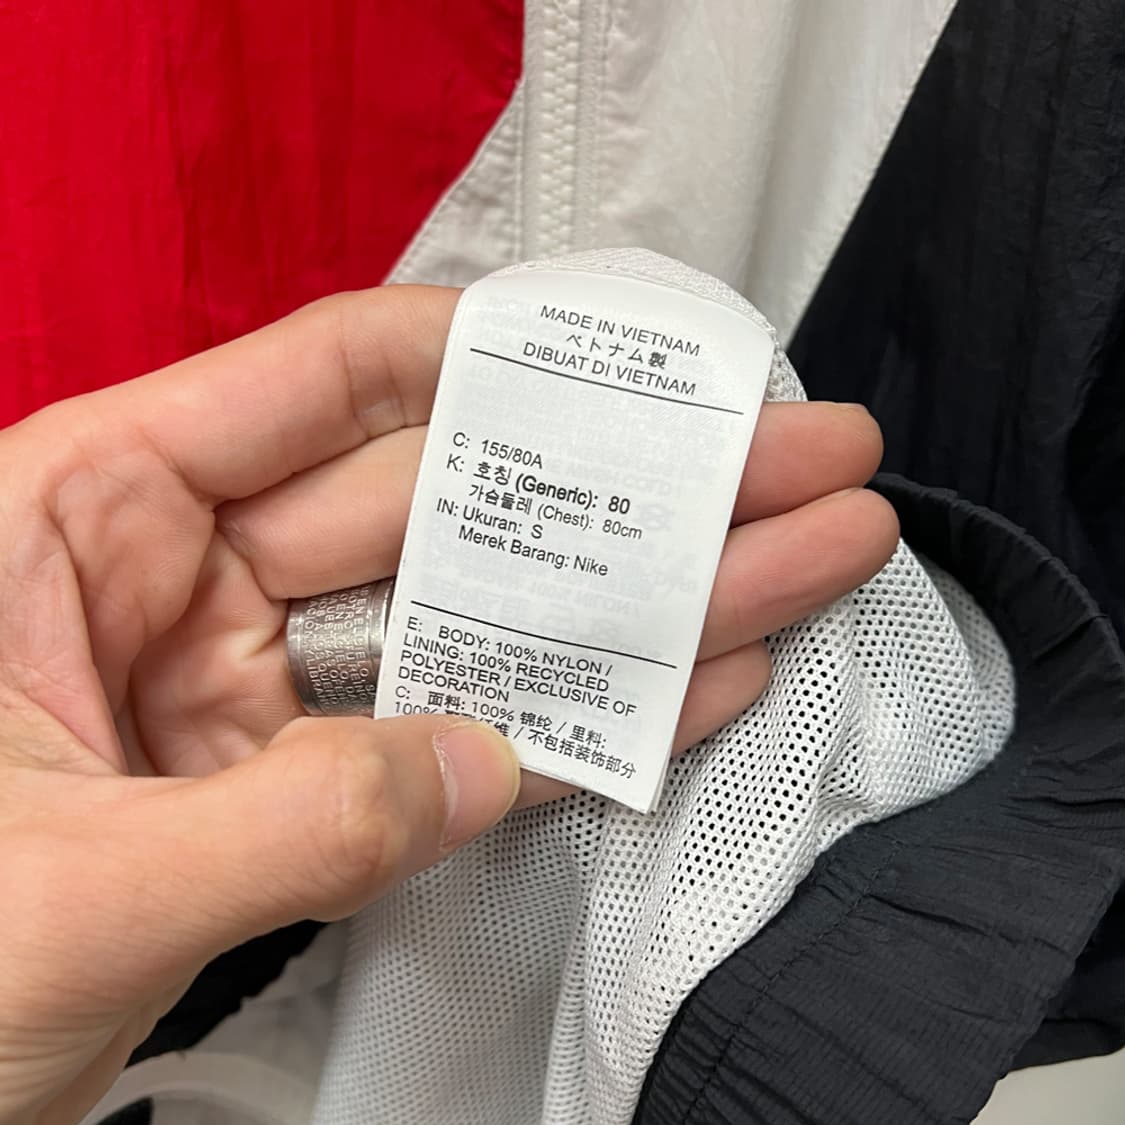 MADE IN VIETNAM
ベトナム製
DIBUAT DI VIETNAM
C: 155/80A
K: 호칭 (Generic): 80
가슴둘레 (Chest): 80cm
IN: Ukuran: S
Merek Barang: Nike
E: BODY: 100% NYLON /
LINING: 100% RECYCLED
POLYESTER / EXCLUSIVE OF
DECORATION
C: 面料: 100% 锦纶 / 里料:
100% 维 / 不包括装饰部分